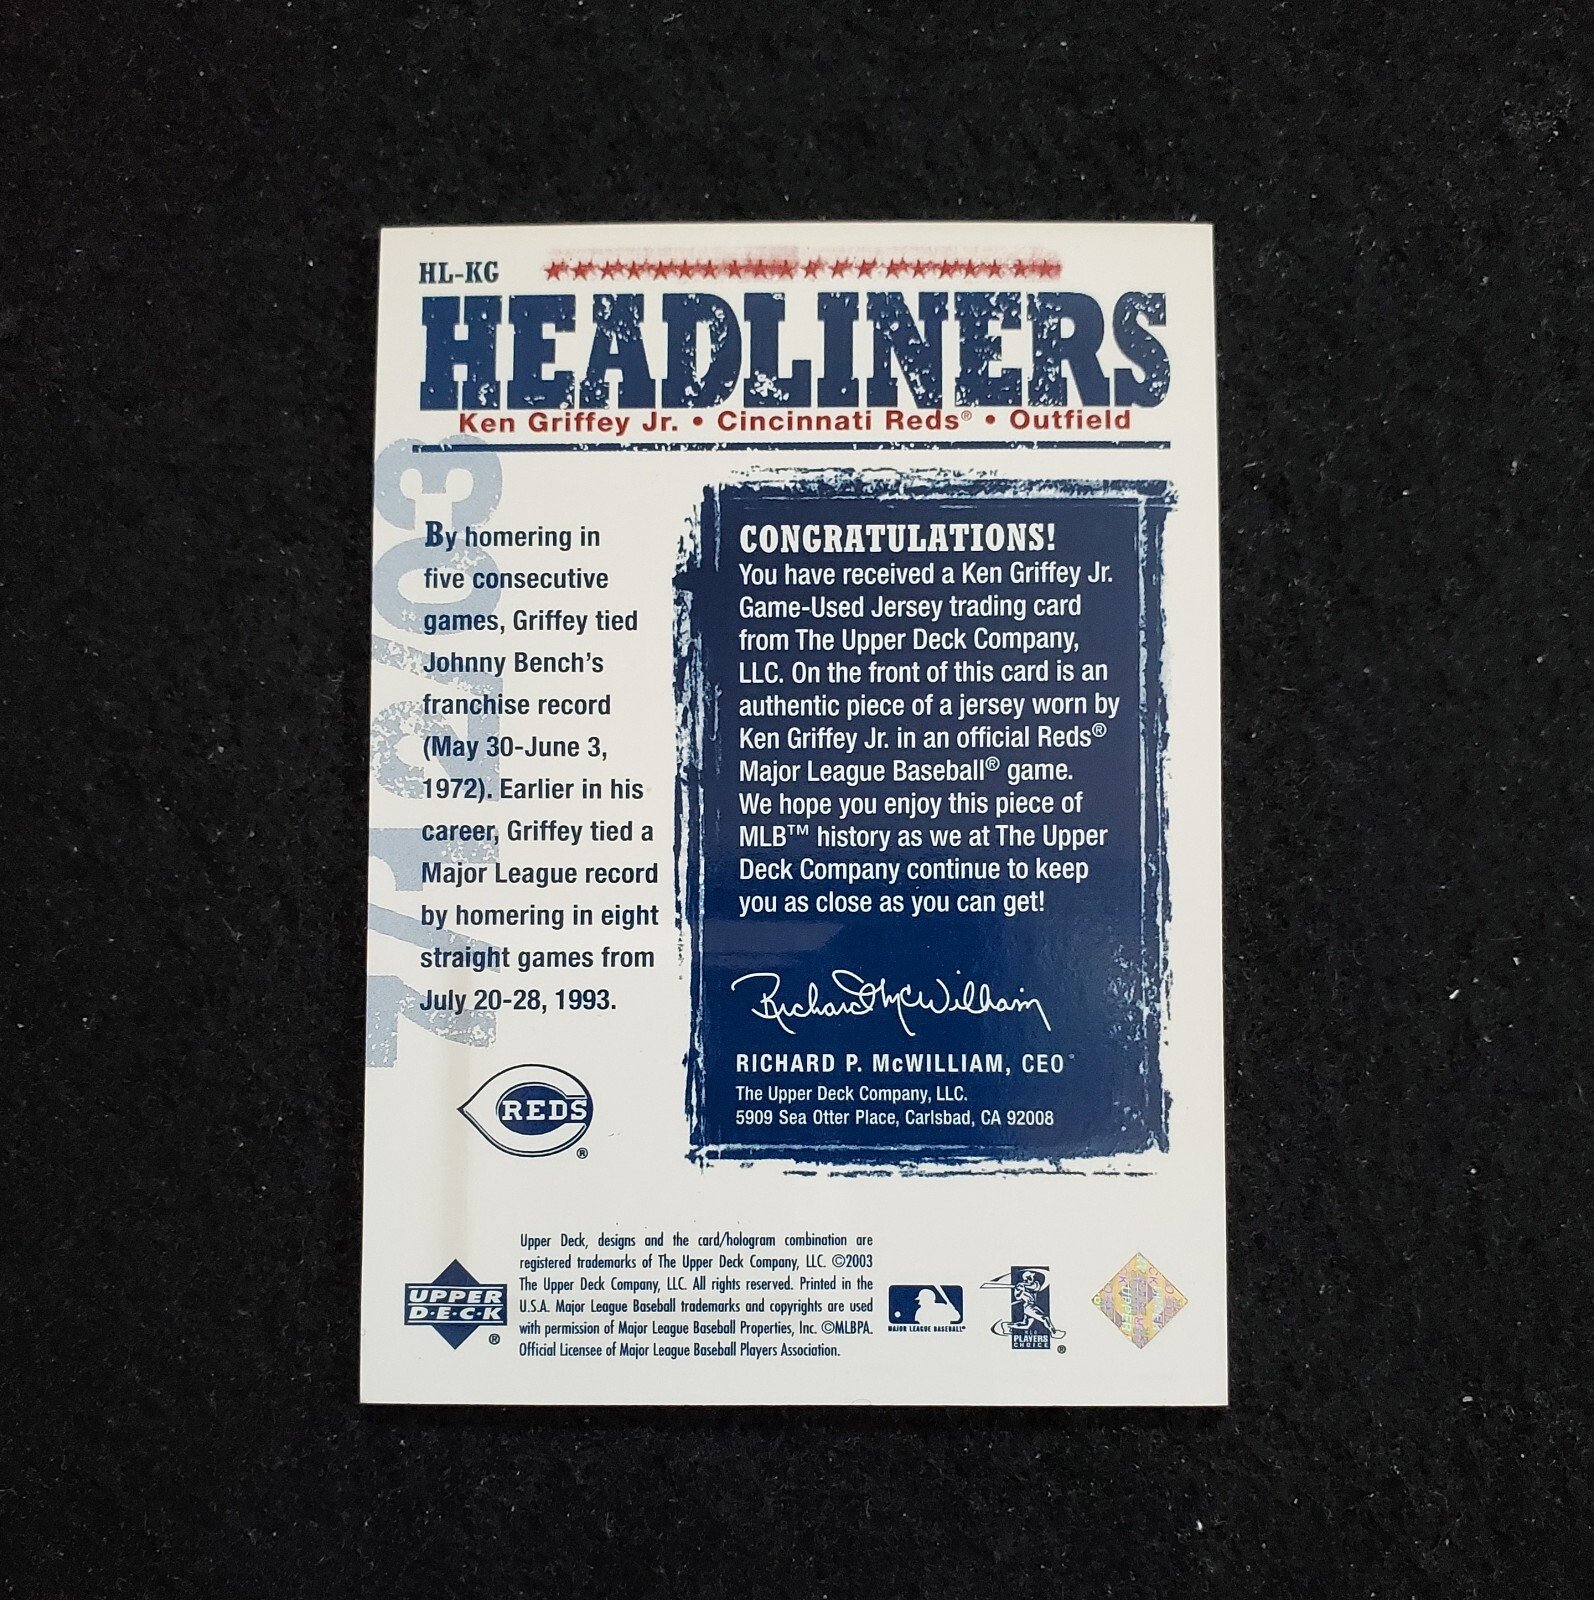 HL-KG
HEADLINERS
Ken Griffey Jr. • Cincinnati Reds® • Outfield
7/12/03
By homering in
five consecutive
games, Griffey tied
Johnny Bench's
franchise record
(May 30-June 3,
1972). Earlier in his
career, Griffey tied a
Major League record
by homering in eight
straight games from
July 20-28, 1993.
REDS
®
CONGRATULATIONS!
You have received a Ken Griffey Jr.
Game-Used Jersey trading card
from The Upper Deck Company,
LLC. On the front of this card is an
authentic piece of a jersey worn by
Ken Griffey Jr. in an official Reds®
Major League Baseball® game.
We hope you enjoy this piece of
MLB™ history as we at The Upper
Deck Company continue to keep
you as close as you can get!
Richard McWilliam
RICHARD P. McWILLIAM, CEO
The Upper Deck Company, LLC.
5909 Sea Otter Place, Carlsbad, CA 92008
UPPER
D·E·C·K
®
Upper Deck, designs and the card/hologram combination are
registered trademarks of The Upper Deck Company, LLC. ©2003
The Upper Deck Company, LLC. All rights reserved. Printed in the
U.S.A. Major League Baseball trademarks and copyrights are used
with permission of Major League Baseball Properties, Inc. ©MLBPA.
Official Licensee of Major League Baseball Players Association.
MAJOR LEAGUE BASEBALL®
PLAYERS
CHOICE
®
UPPER